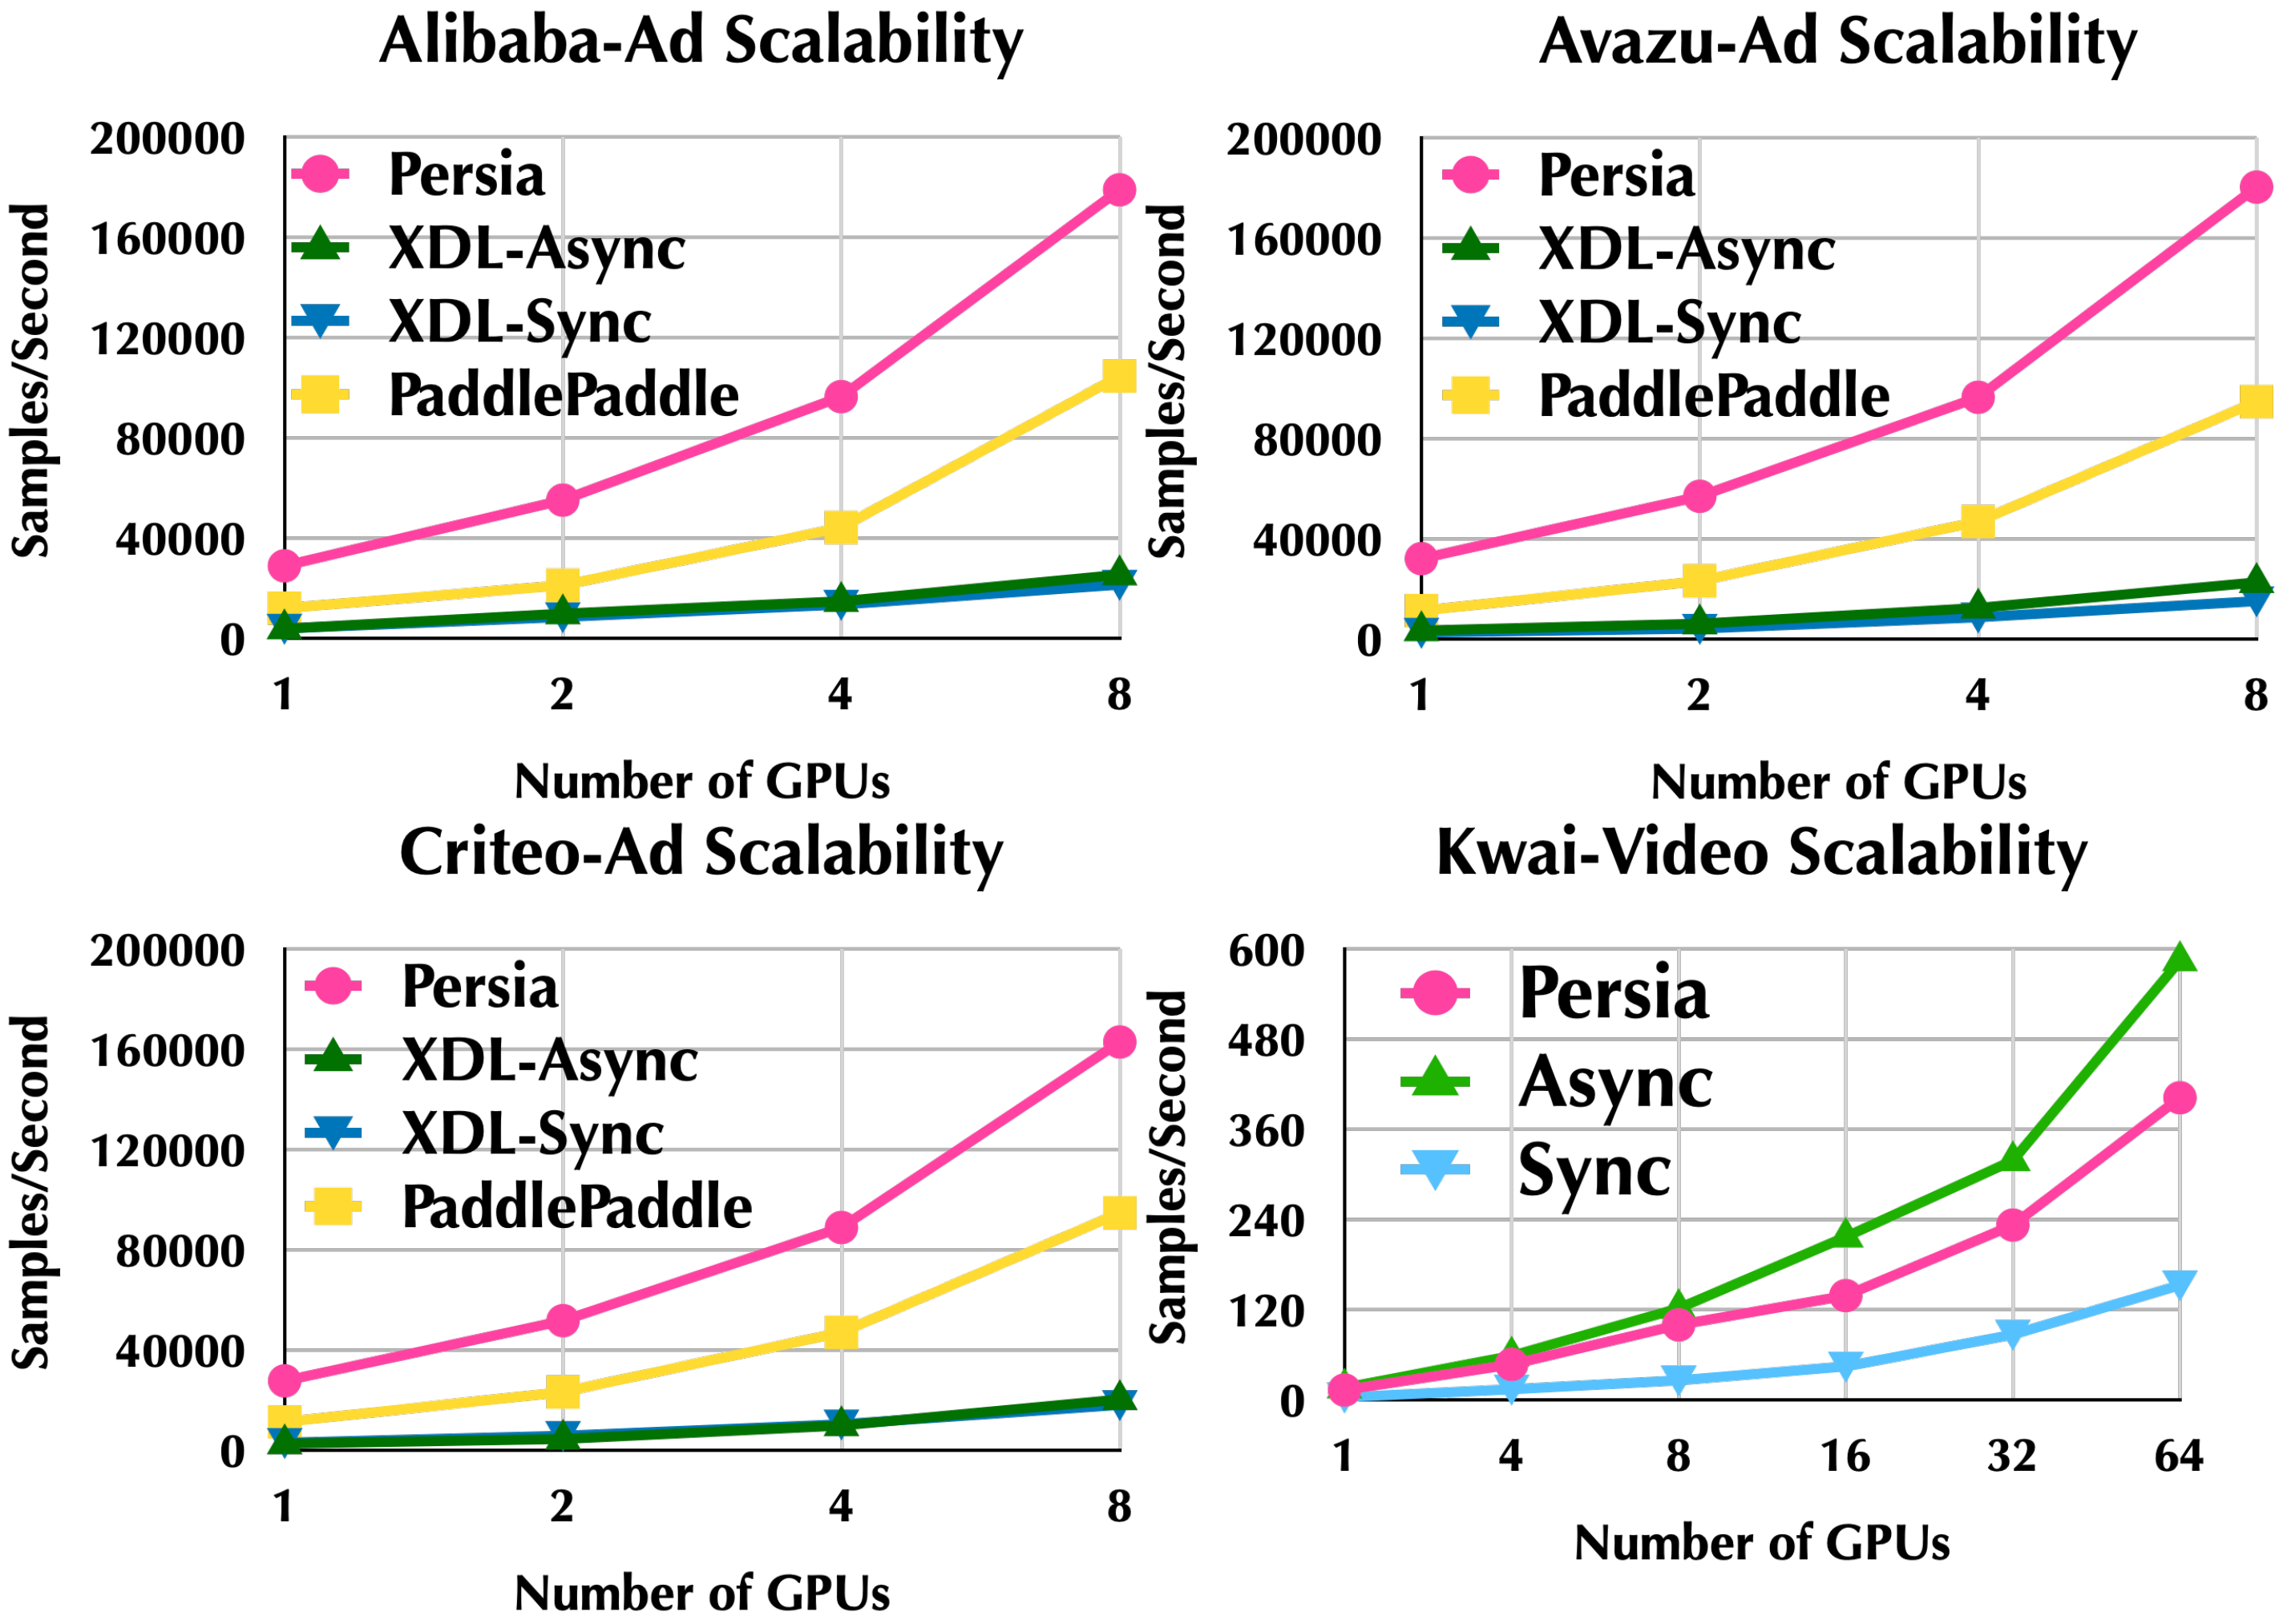 Alibaba-Ad Scalability
200000
160000
120000
80000
40000
0
Samples/Second
Persia
XDL-Async
XDL-Sync
PaddlePaddle
1 2 4 8
Number of GPUs
Avazu-Ad Scalability
200000
160000
120000
80000
40000
0
Samples/Second
Persia
XDL-Async
XDL-Sync
PaddlePaddle
1 2 4 8
Number of GPUs
Criteo-Ad Scalability
200000
160000
120000
80000
40000
0
Samples/Second
Persia
XDL-Async
XDL-Sync
PaddlePaddle
1 2 4 8
Number of GPUs
Kwai-Video Scalability
600
480
360
240
120
0
Samples/Second
Persia
Async
Sync
1 4 8 16 32 64
Number of GPUs